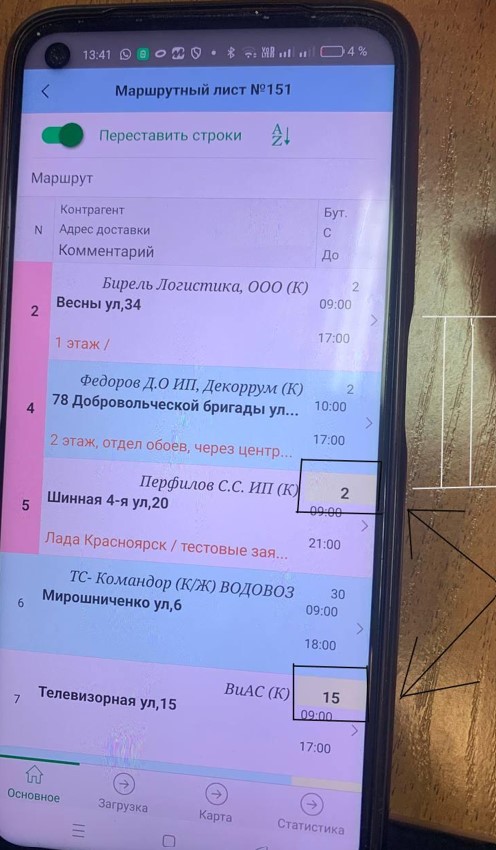 13:41
4 %
Маршрутный лист №151
Переставить строки
A
Z
Маршрут
N
Контрагент
Адрес доставки
Комментарий
Бут.
С
До
2
Бирель Логистика, ООО (К)
Весны ул,34
1 этаж /
2
09:00
17:00
4
Федоров Д.О ИП, Декоррум (К)
78 Добровольческой бригады ул...
2 этаж, отдел обоев, через центр...
2
10:00
17:00
5
Перфилов С.С. ИП (К)
Шинная 4-я ул,20
Лада Красноярск / тестовые зая...
2
09:00
21:00
6
ТС- Командор (К/Ж) ВОДОВОЗ
Мирошниченко ул,6
30
09:00
18:00
7
ВиАС (К)
Телевизорная ул,15
15
09:00
17:00
Основное
Загрузка
Карта
Статистика